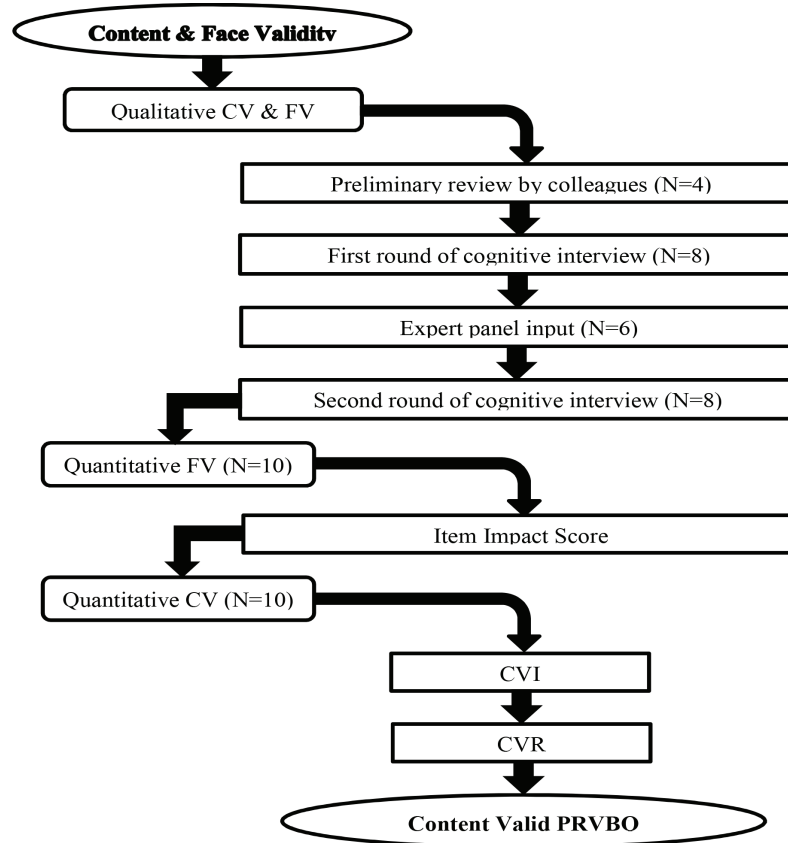 Content & Face Validity
Qualitative CV & FV
Preliminary review by colleagues (N=4)
First round of cognitive interview (N=8)
Expert panel input (N=6)
Second round of cognitive interview (N=8)
Quantitative FV (N=10)
Item Impact Score
Quantitative CV (N=10)
CVI
CVR
Content Valid PRVBO